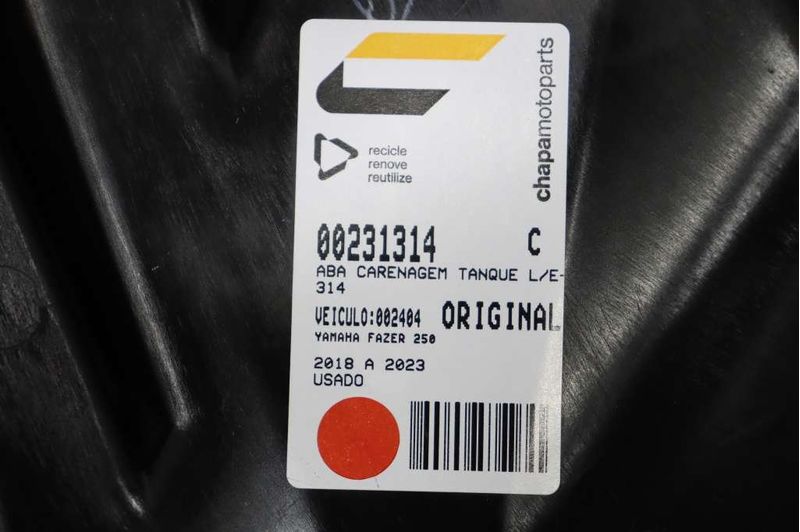 chapamotoparts
recicle
renove
reutilize
00231314 C
ABA CARENAGEM TANQUE L/E-
314
VEICULO:002404 ORIGINAL
YAMAHA FAZER 250
2018 A 2023
USADO